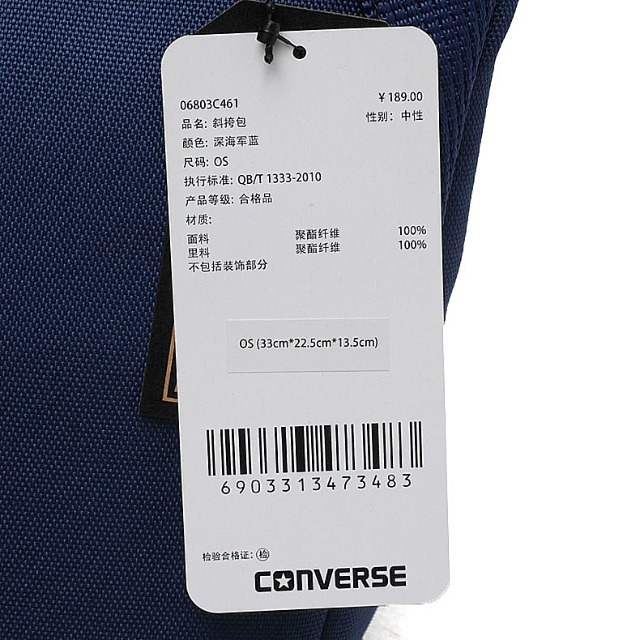 06803C461 ¥189.00
品名: 斜挎包 性别: 中性
颜色: 深海军蓝
尺码: OS
执行标准: QB/T 1333-2010
产品等级: 合格品
材质:
面料 聚酯纤维 100%
里料 聚酯纤维 100%
不包括装饰部分
OS (33cm*22.5cm*13.5cm)
6903313473483
检验合格证: 检
CONVERSE